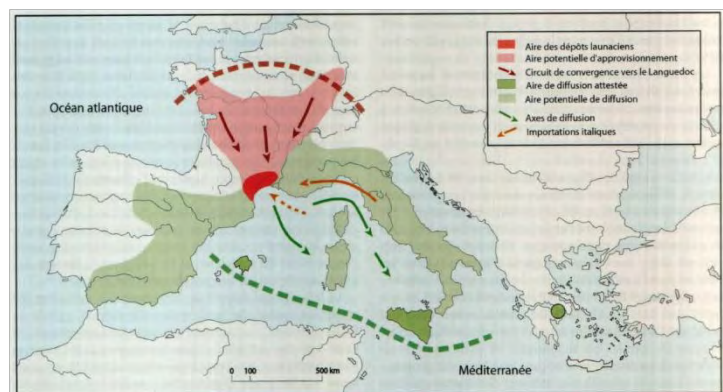 Aire des dépôts launaciens
Aire potentielle d'approvisionnement
Circuit de convergence vers le Languedoc
Aire de diffusion attestée
Aire potentielle de diffusion
Axes de diffusion
Importations italiques
Océan atlantique
0 100 500 km
Méditerranée